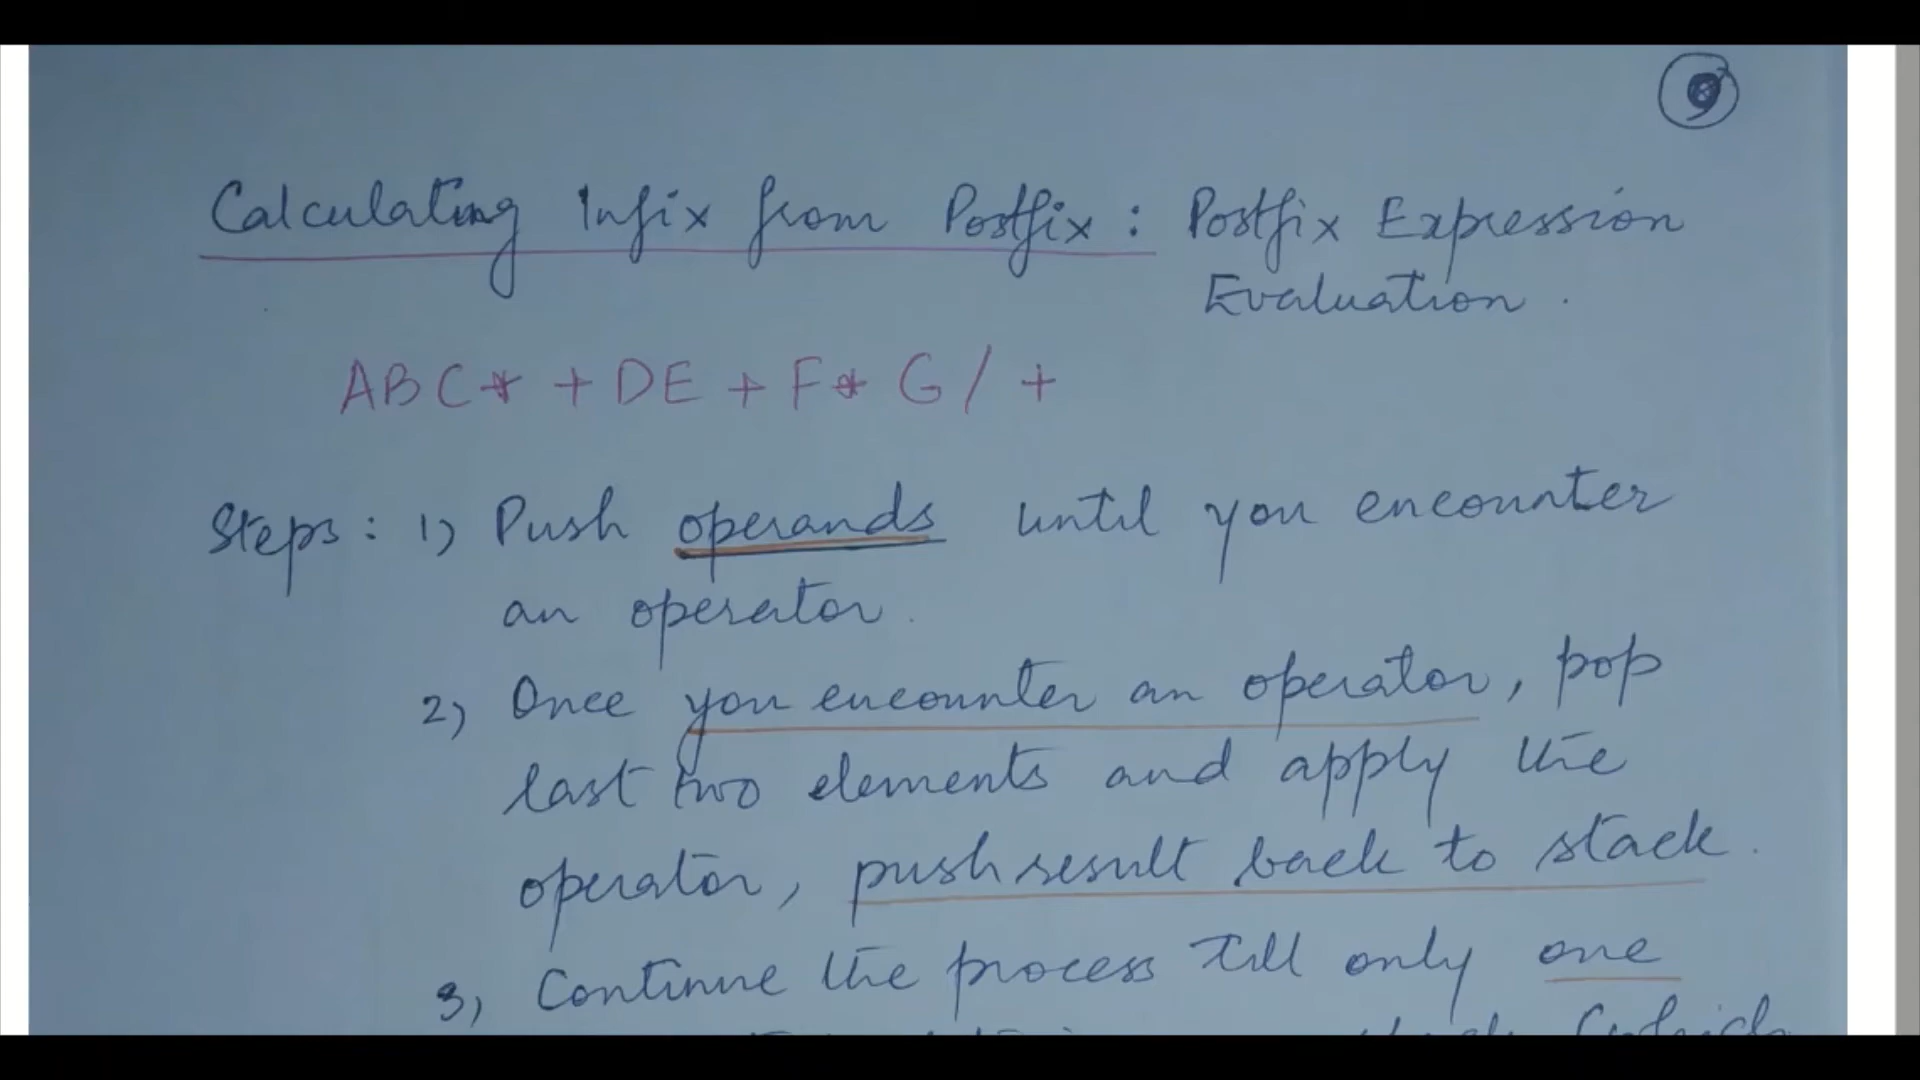 9
Calculating Infix from Postfix : Postfix Expression
Evaluation .
ABC* + DE + F* G / +
Steps : 1) Push operands until you encounter
an operator .
2) Once you encounter an operator, pop
last two elements and apply the
operator, push result back to stack .
3) Continue the process till only one